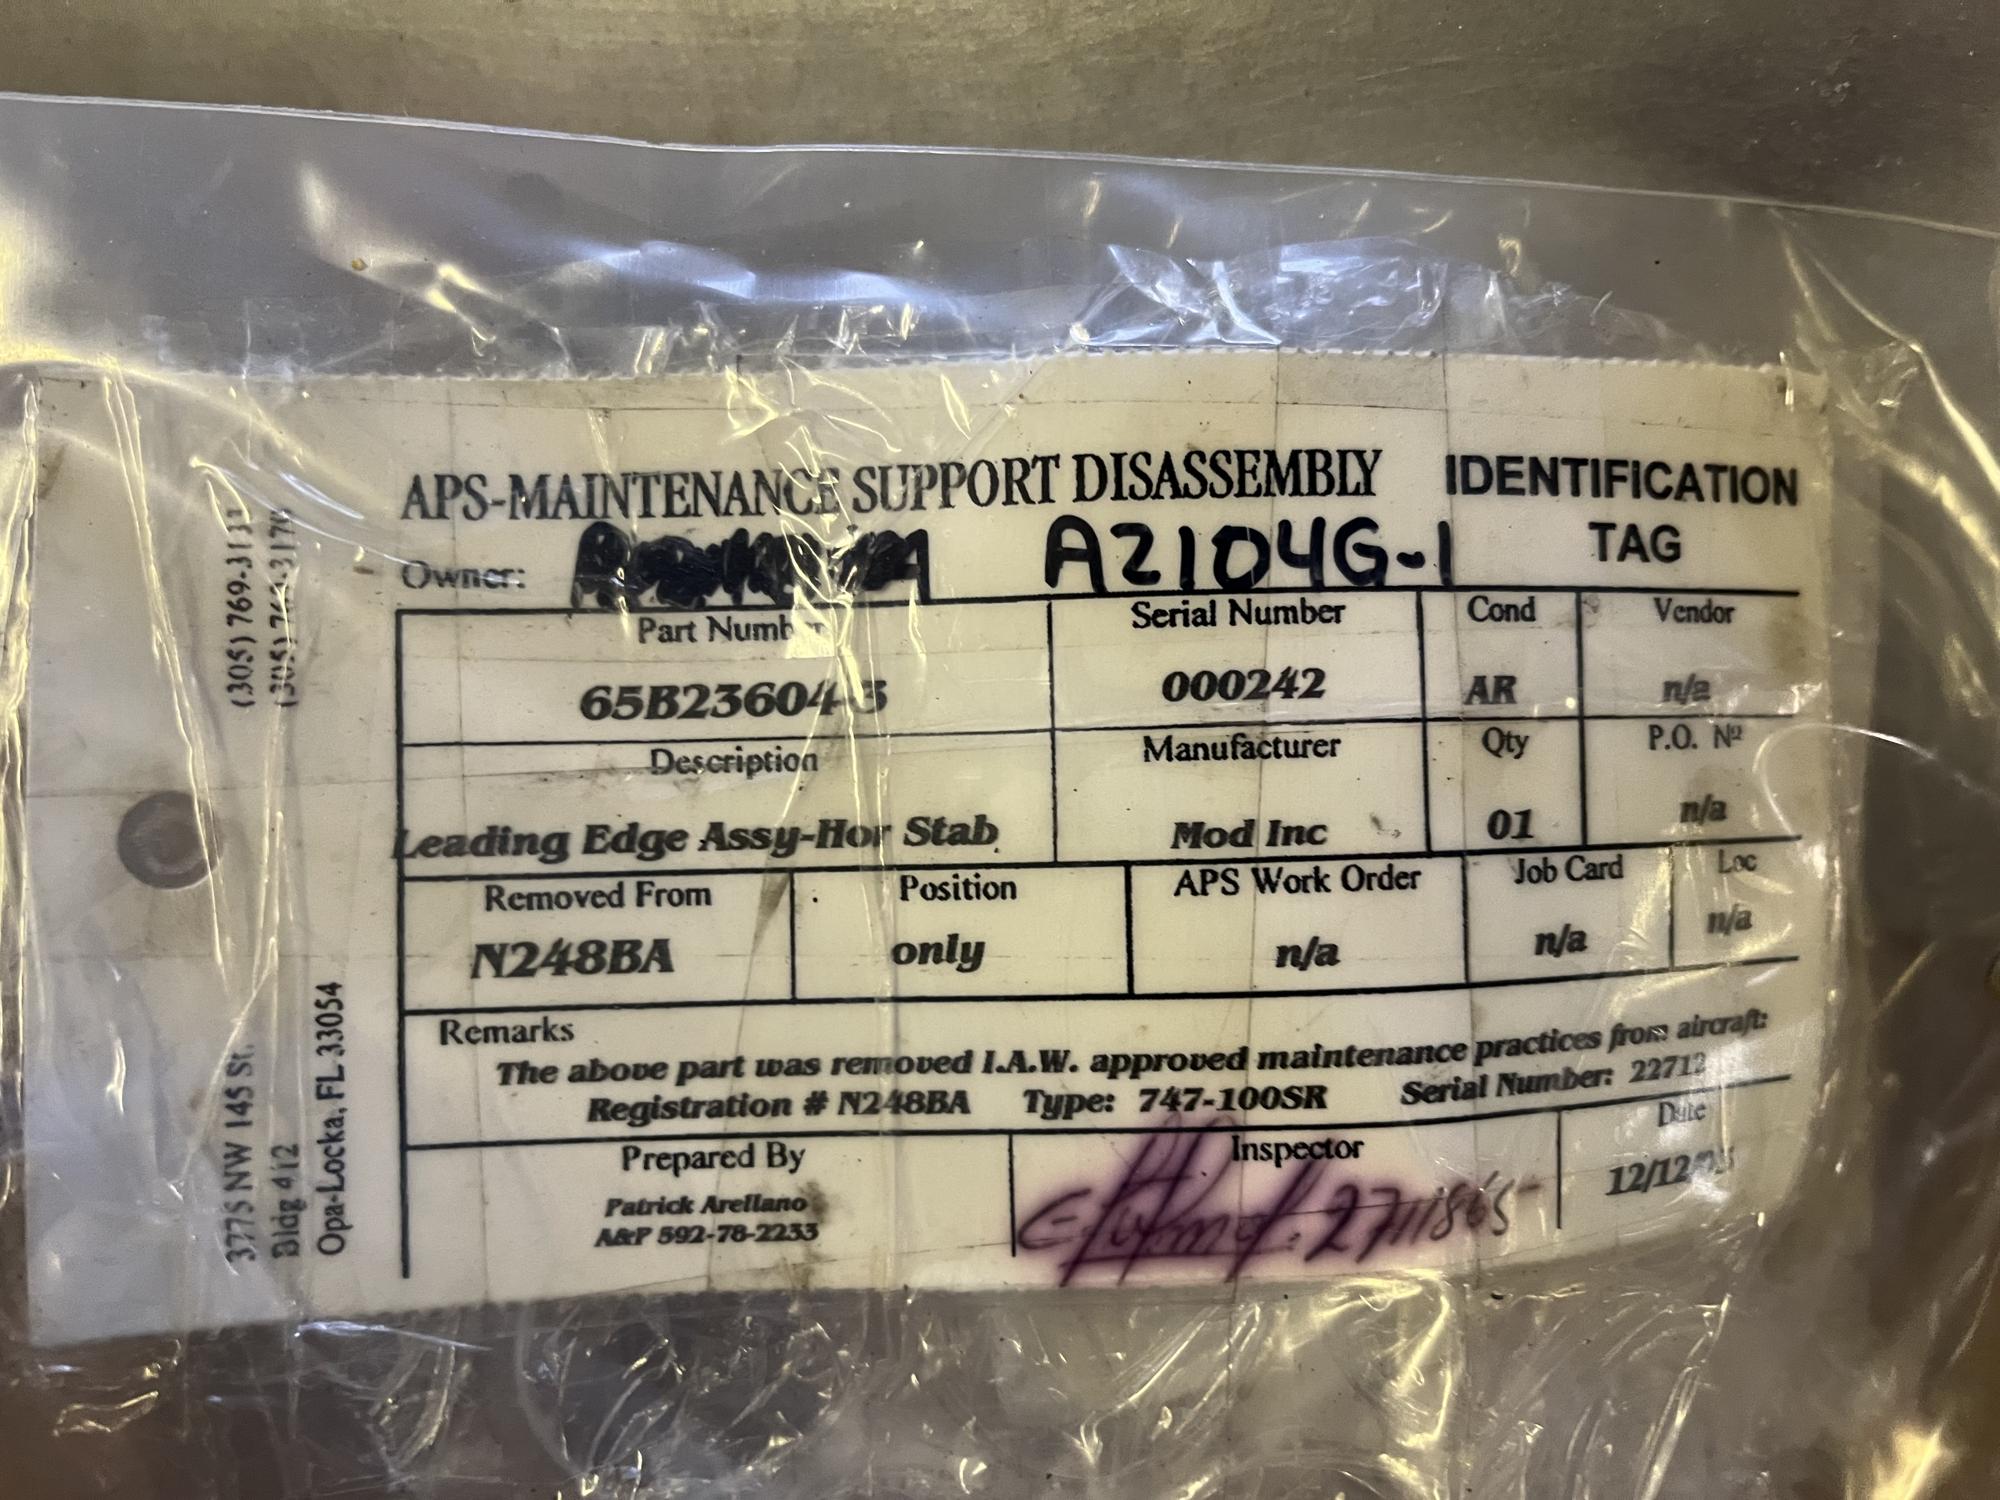 APS-MAINTENANCE SUPPORT DISASSEMBLY
IDENTIFICATION
TAG
Owner:
A2104G-1
Part Number
65B23604-3
Serial Number
000242
Cond
AR
Vendor
n/a
Description
Leading Edge Assy-Hor Stab
Manufacturer
Mod Inc
Qty
01
P.O. Nº
n/a
Removed From
N248BA
Position
only
APS Work Order
n/a
Job Card
n/a
Loc
n/a
Remarks
The above part was removed I.A.W. approved maintenance practices from aircraft:
Registration # N248BA Type: 747-100SR Serial Number: 22712
Prepared By
Patrick Arellano
A&P 592-78-2233
Inspector
Date
3775 NW 145 St.
Bldg 412
Opa-Locka, FL 33054
(305) 769-3133